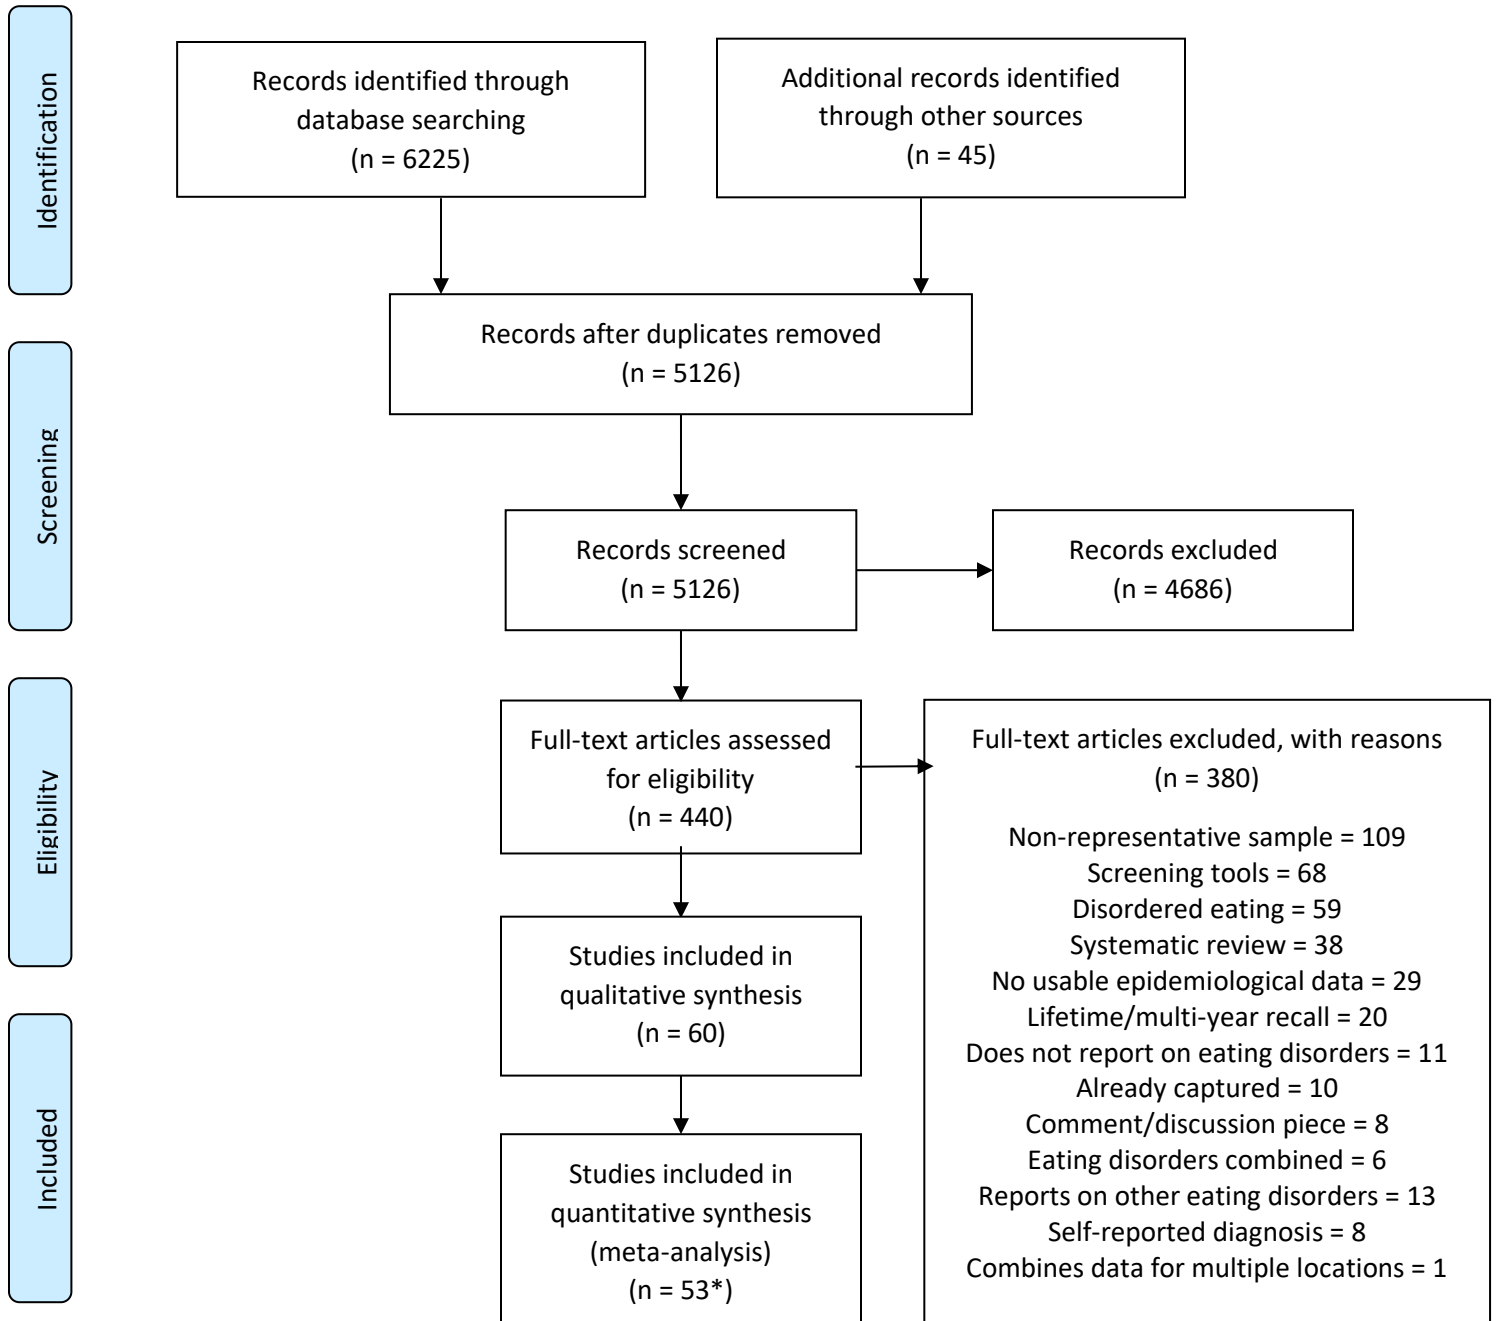 Identification
Records identified through
database searching
(n = 6225)
Additional records identified
through other sources
(n = 45)
Records after duplicates removed
(n = 5126)
Screening
Records screened
(n = 5126)
Records excluded
(n = 4686)
Eligibility
Full-text articles assessed
for eligibility
(n = 440)
Full-text articles excluded, with reasons
(n = 380)
Non-representative sample = 109
Screening tools = 68
Disordered eating = 59
Systematic review = 38
No usable epidemiological data = 29
Lifetime/multi-year recall = 20
Does not report on eating disorders = 11
Already captured = 10
Comment/discussion piece = 8
Eating disorders combined = 6
Reports on other eating disorders = 13
Self-reported diagnosis = 8
Combines data for multiple locations = 1
Studies included in
qualitative synthesis
(n = 60)
Included
Studies included in
quantitative synthesis
(meta-analysis)
(n = 53*)